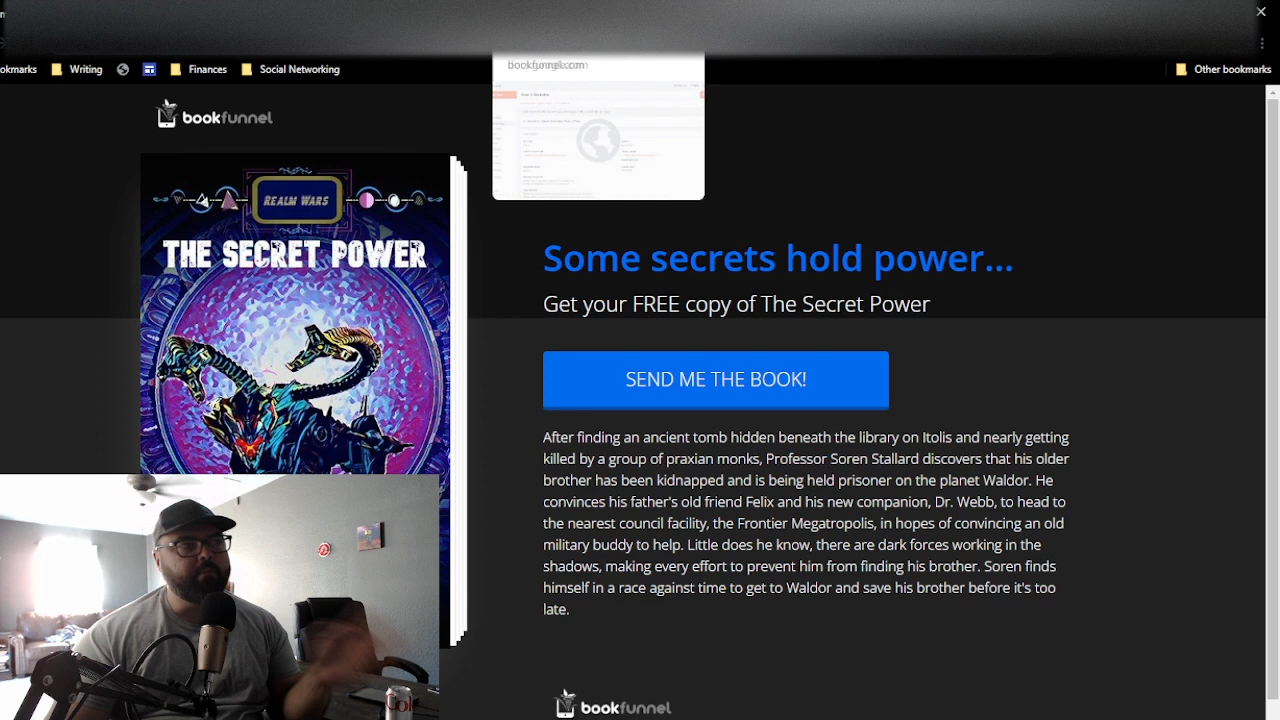 okmarks Writing Finances Social Networking Other bookmarks
bookfunnel.com
bookfunnel
REALM WARS
THE SECRET POWER
Some secrets hold power...
Get your FREE copy of The Secret Power
SEND ME THE BOOK!
After finding an ancient tomb hidden beneath the library on Itolis and nearly getting
killed by a group of praxian monks, Professor Soren Stallard discovers that his older
brother has been kidnapped and is being held prisoner on the planet Waldor. He
convinces his father's old friend Felix and his new companion, Dr. Webb, to head to
the nearest council facility, the Frontier Megatropolis, in hopes of convincing an old
military buddy to help. Little does he know, there are dark forces working in the
shadows, making every effort to prevent him from finding his brother. Soren finds
himself in a race against time to get to Waldor and save his brother before it's too
late.
bookfunnel